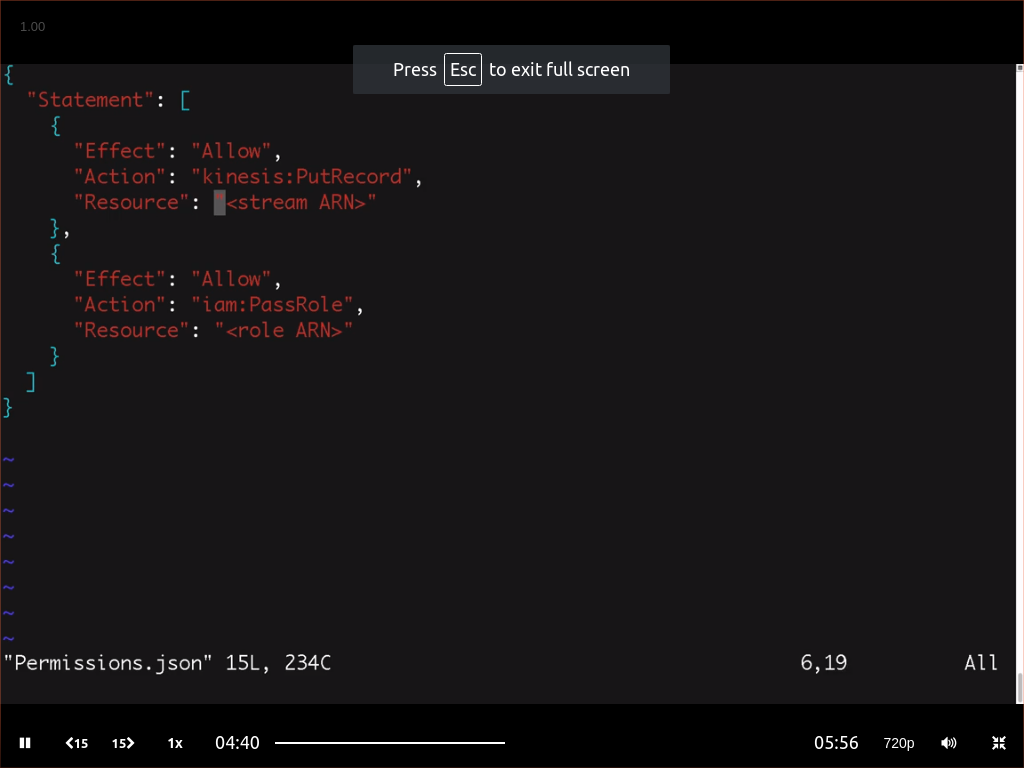 1.00
Press Esc to exit full screen
{
  "Statement": [
    {
      "Effect": "Allow",
      "Action": "kinesis:PutRecord",
      "Resource": "<stream ARN>"
    },
    {
      "Effect": "Allow",
      "Action": "iam:PassRole",
      "Resource": "<role ARN>"
    }
  ]
}
~
~
~
~
~
~
~
~
"Permissions.json" 15L, 234C 6,19 All
15 15 1x 04:40 05:56 720p